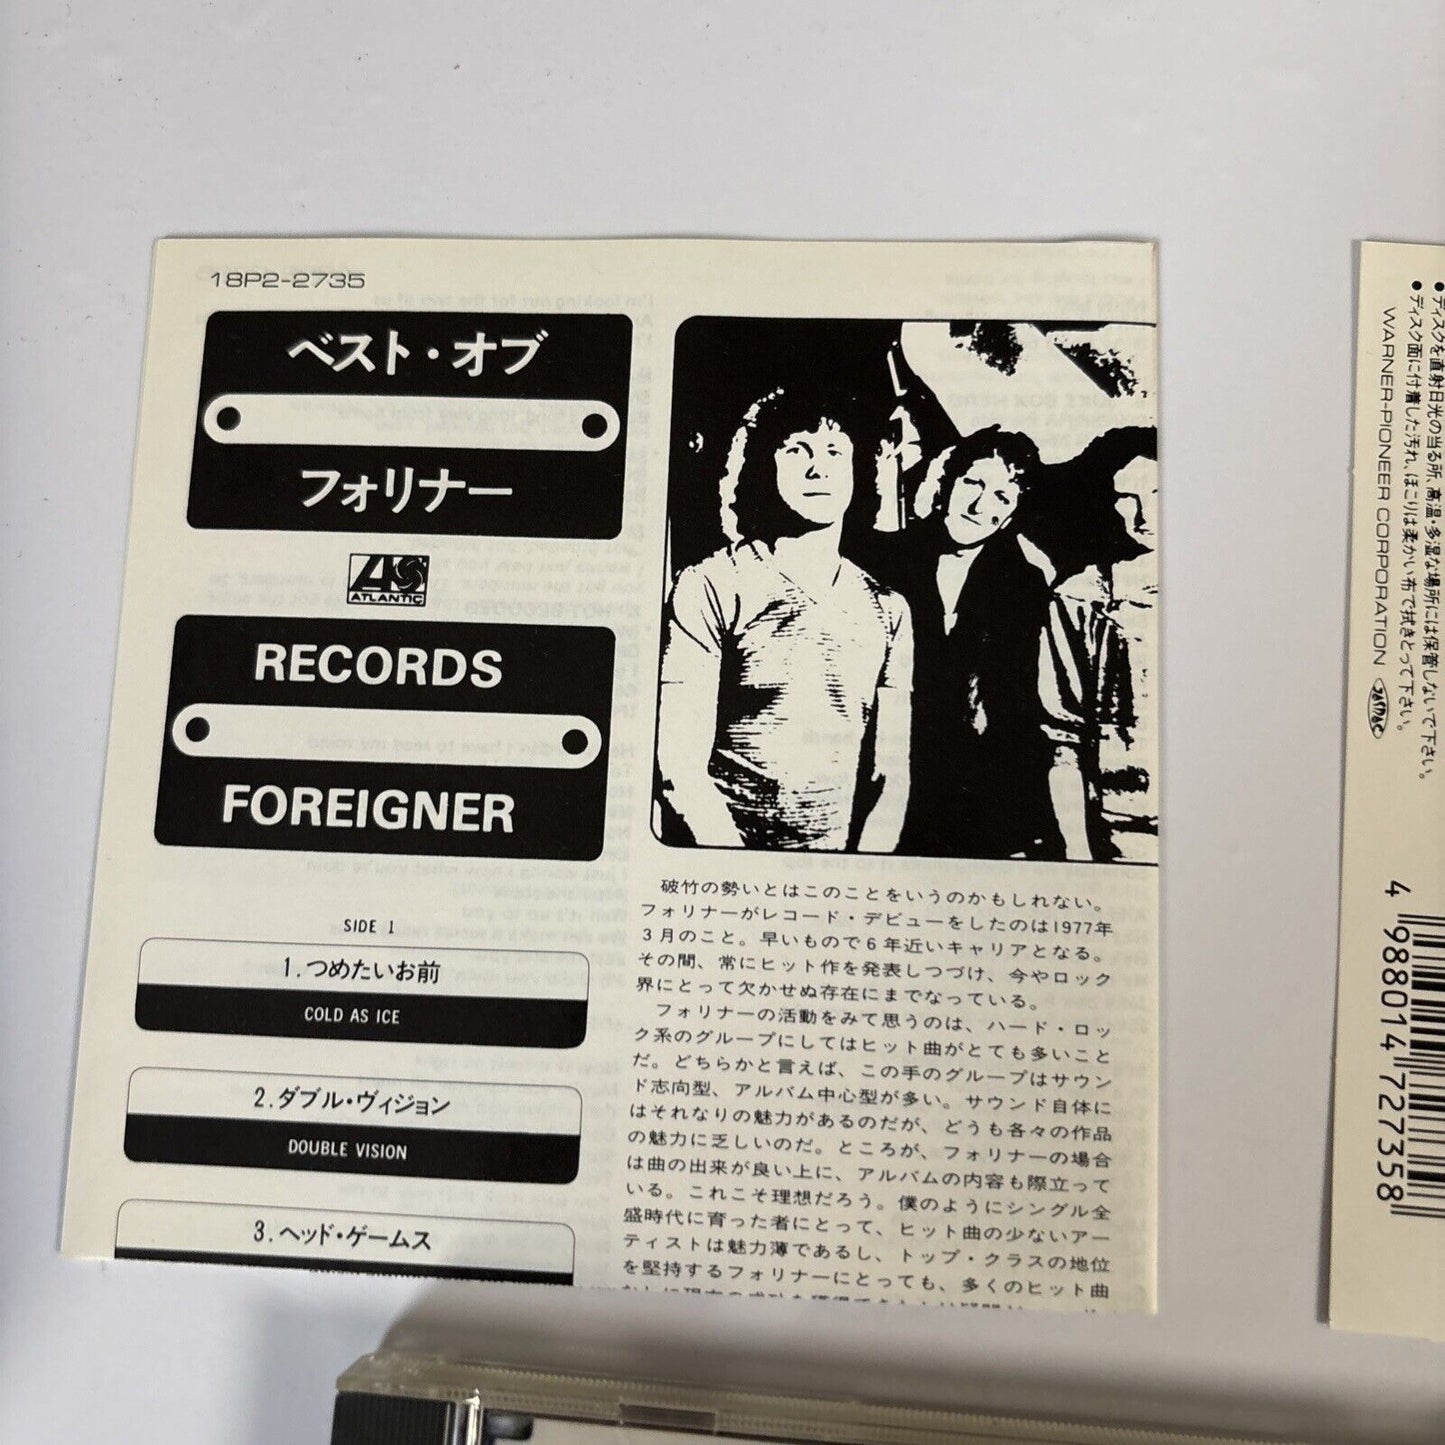 18P2-2735
ベスト・オブ
フォリナー
ATLANTIC
RECORDS
FOREIGNER
SIDE 1
1.つめたいお前
COLD AS ICE
2.ダブル・ヴィジョン
DOUBLE VISION
3.ヘッド・ゲームス
破竹の勢いとはこのことをいうのかもしれない。
フォリナーがレコード・デビューをしたのは1977年
3月のこと。早いもので6年近いキャリアとなる。
その間、常にヒット作を発表しつづけ、今やロック
界にとって欠かせぬ存在にまでなっている。
フォリナーの活動をみて思うのは、ハード・ロッ
ク系のグループにしてはヒット曲がとても多いこと
だ。どちらかと言えば、この手のグループはサウン
ド志向型、アルバム中心型が多い。サウンド自体に
はそれなりの魅力があるのだが、どうも各々の作品
の魅力に乏しいのだ。ところが、フォリナーの場合
は曲の出来が良い上に、アルバムの内容も際立って
いる。これこそ理想だろう。僕のようにシングル全
盛時代に育った者にとって、ヒット曲の少ないアー
ティストは魅力薄であるし、トップ・クラスの地位
を堅持するフォリナーにとっても、多くのヒット曲
●ディスクを直射日光の当る所、高温・多湿な場所には保管しないで下さい。
●ディスク面に付着した汚れ、ほこりは柔かい布で拭きとって下さい。
WARNER-PIONEER CORPORATION
JASRAC
4 988014 727358